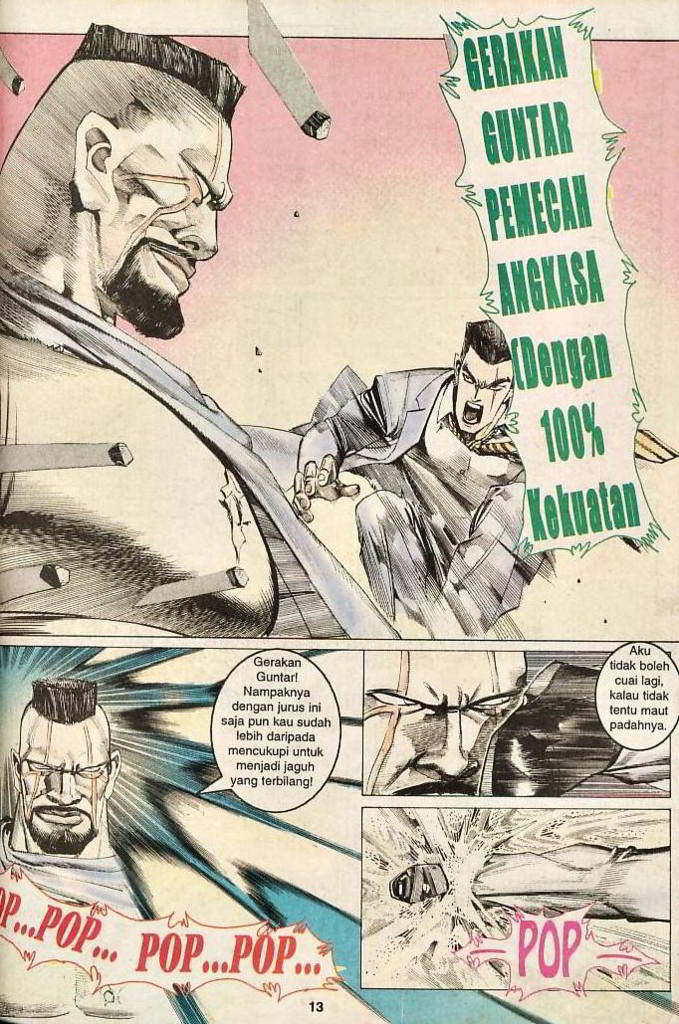 GERAKAN
GUNTAR
PEMECAH
ANGKASA
(Dengan
100%
Kekuatan
Gerakan
Guntar!
Nampaknya
dengan jurus ini
saja pun kau sudah
lebih daripada
mencukupi untuk
menjadi jaguh
yang terbilang!
Aku
tidak boleh
cuai lagi,
kalau tidak
tentu maut
padahnya.
OP...POP... POP...POP...
POP
13